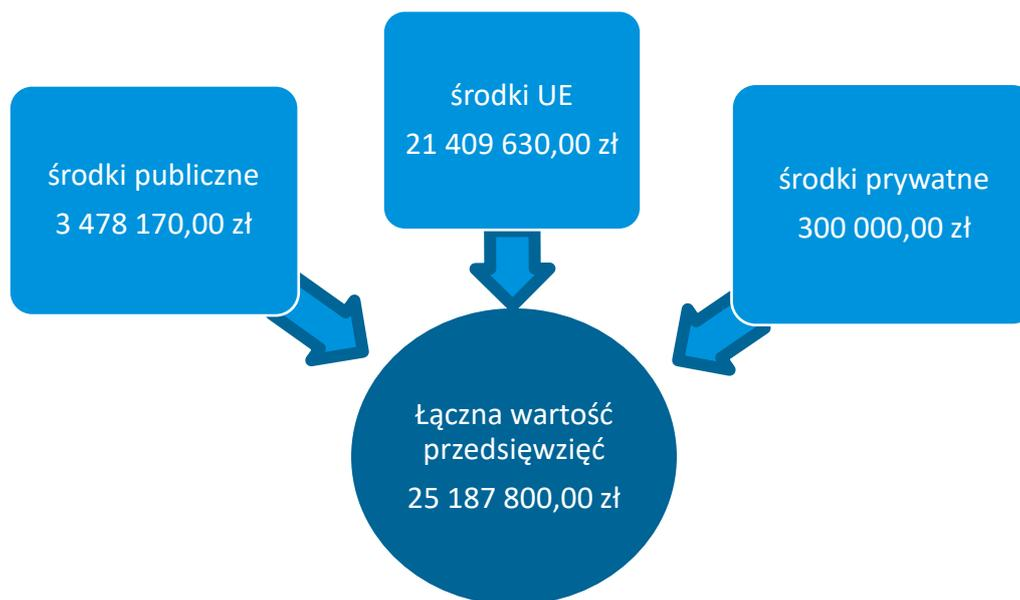 środki publiczne
3 478 170,00 zł
środki UE
21 409 630,00 zł
środki prywatne
300 000,00 zł
Łączna wartość
przedsięwzięć
25 187 800,00 zł